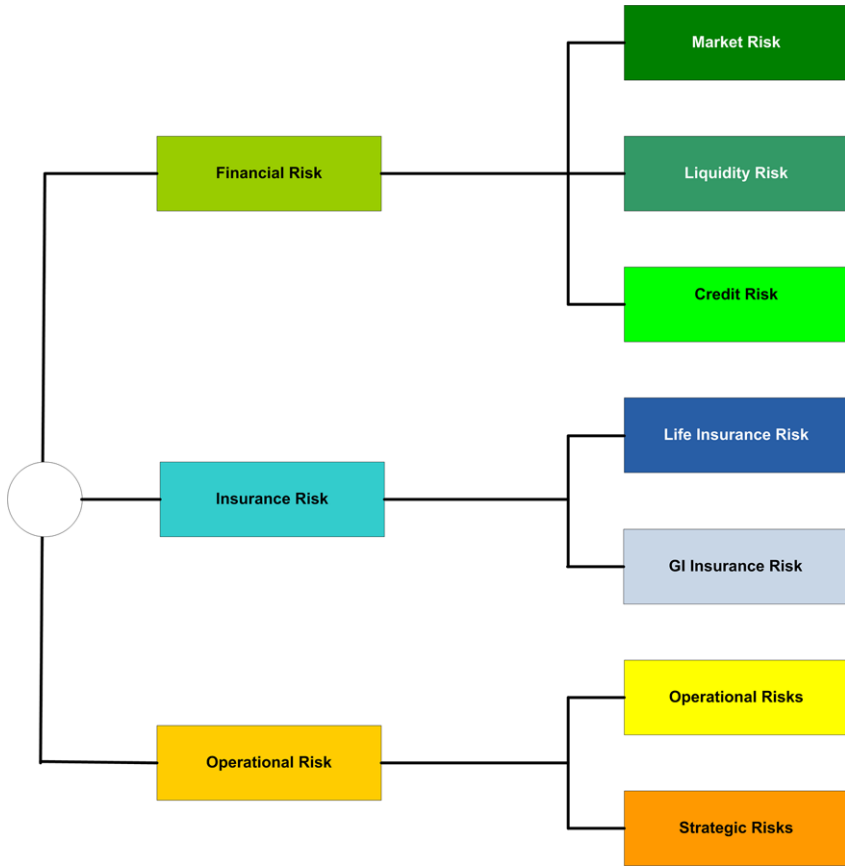 Market Risk
Financial Risk
Liquidity Risk
Credit Risk
Life Insurance Risk
Insurance Risk
GI Insurance Risk
Operational Risks
Operational Risk
Strategic Risks